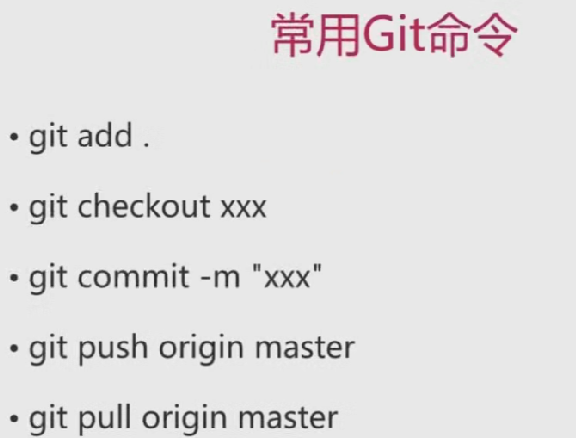 常用Git命令
• git add .
• git checkout xxx
• git commit -m "xxx"
• git push origin master
• git pull origin master